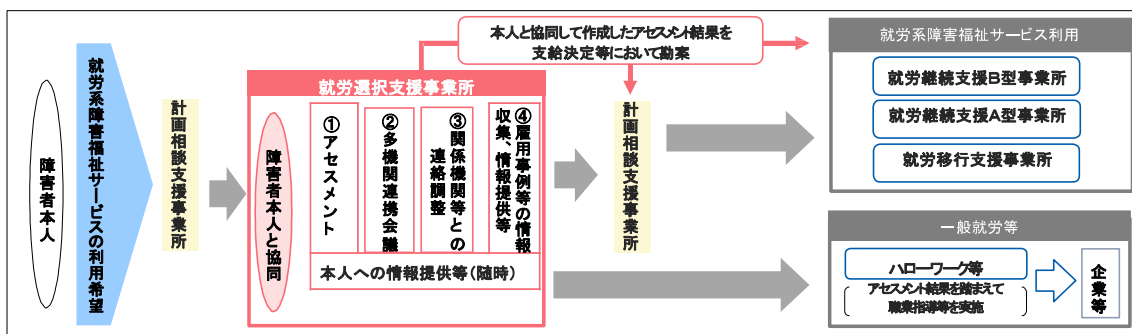 障害者本人
就労系障害福祉サービスの利用希望
計画相談支援事業所
就労選択支援事業所
障害者本人と協同
①アセスメント
②多機関連携会議
③関係機関等との
連絡調整
④雇用事例等の情報
収集、情報提供等
本人への情報提供等（随時）
本人と協同して作成したアセスメント結果を
支給決定等において勘案
計画相談支援事業所
就労系障害福祉サービス利用
就労継続支援B型事業所
就労継続支援A型事業所
就労移行支援事業所
一般就労等
ハローワーク等
アセスメント結果を踏まえて
職業指導等を実施
企業等